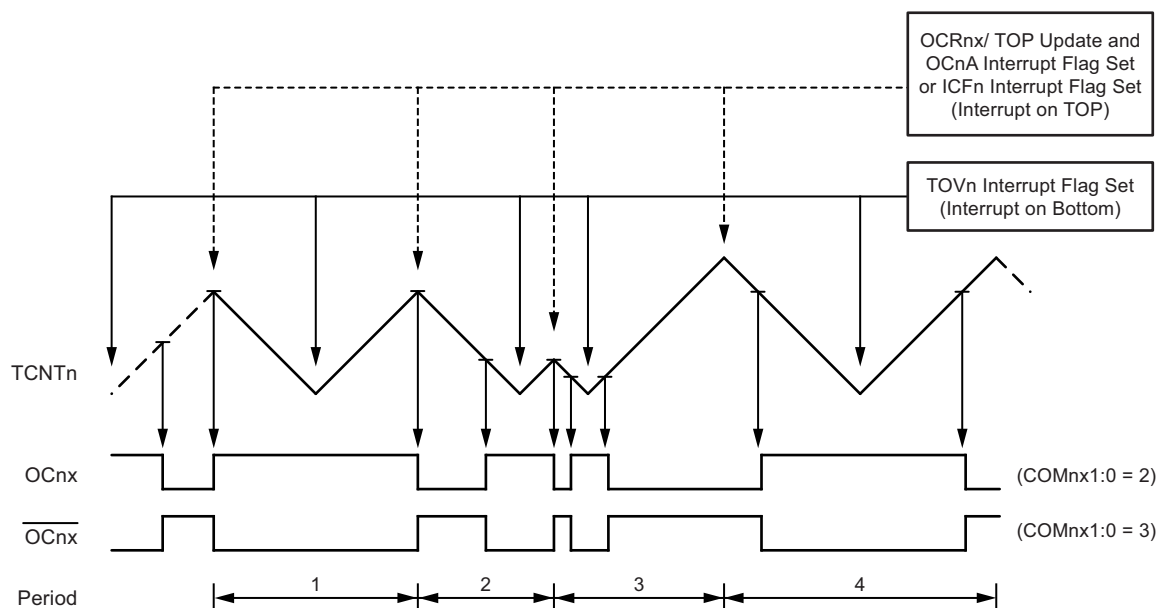 OCRnx/ TOP Update and
OCnA Interrupt Flag Set
or ICFn Interrupt Flag Set
(Interrupt on TOP)
TOVn Interrupt Flag Set
(Interrupt on Bottom)
TCNTn
OCnx
(COMnx1:0 = 2)
OCnx
(COMnx1:0 = 3)
Period
1
2
3
4